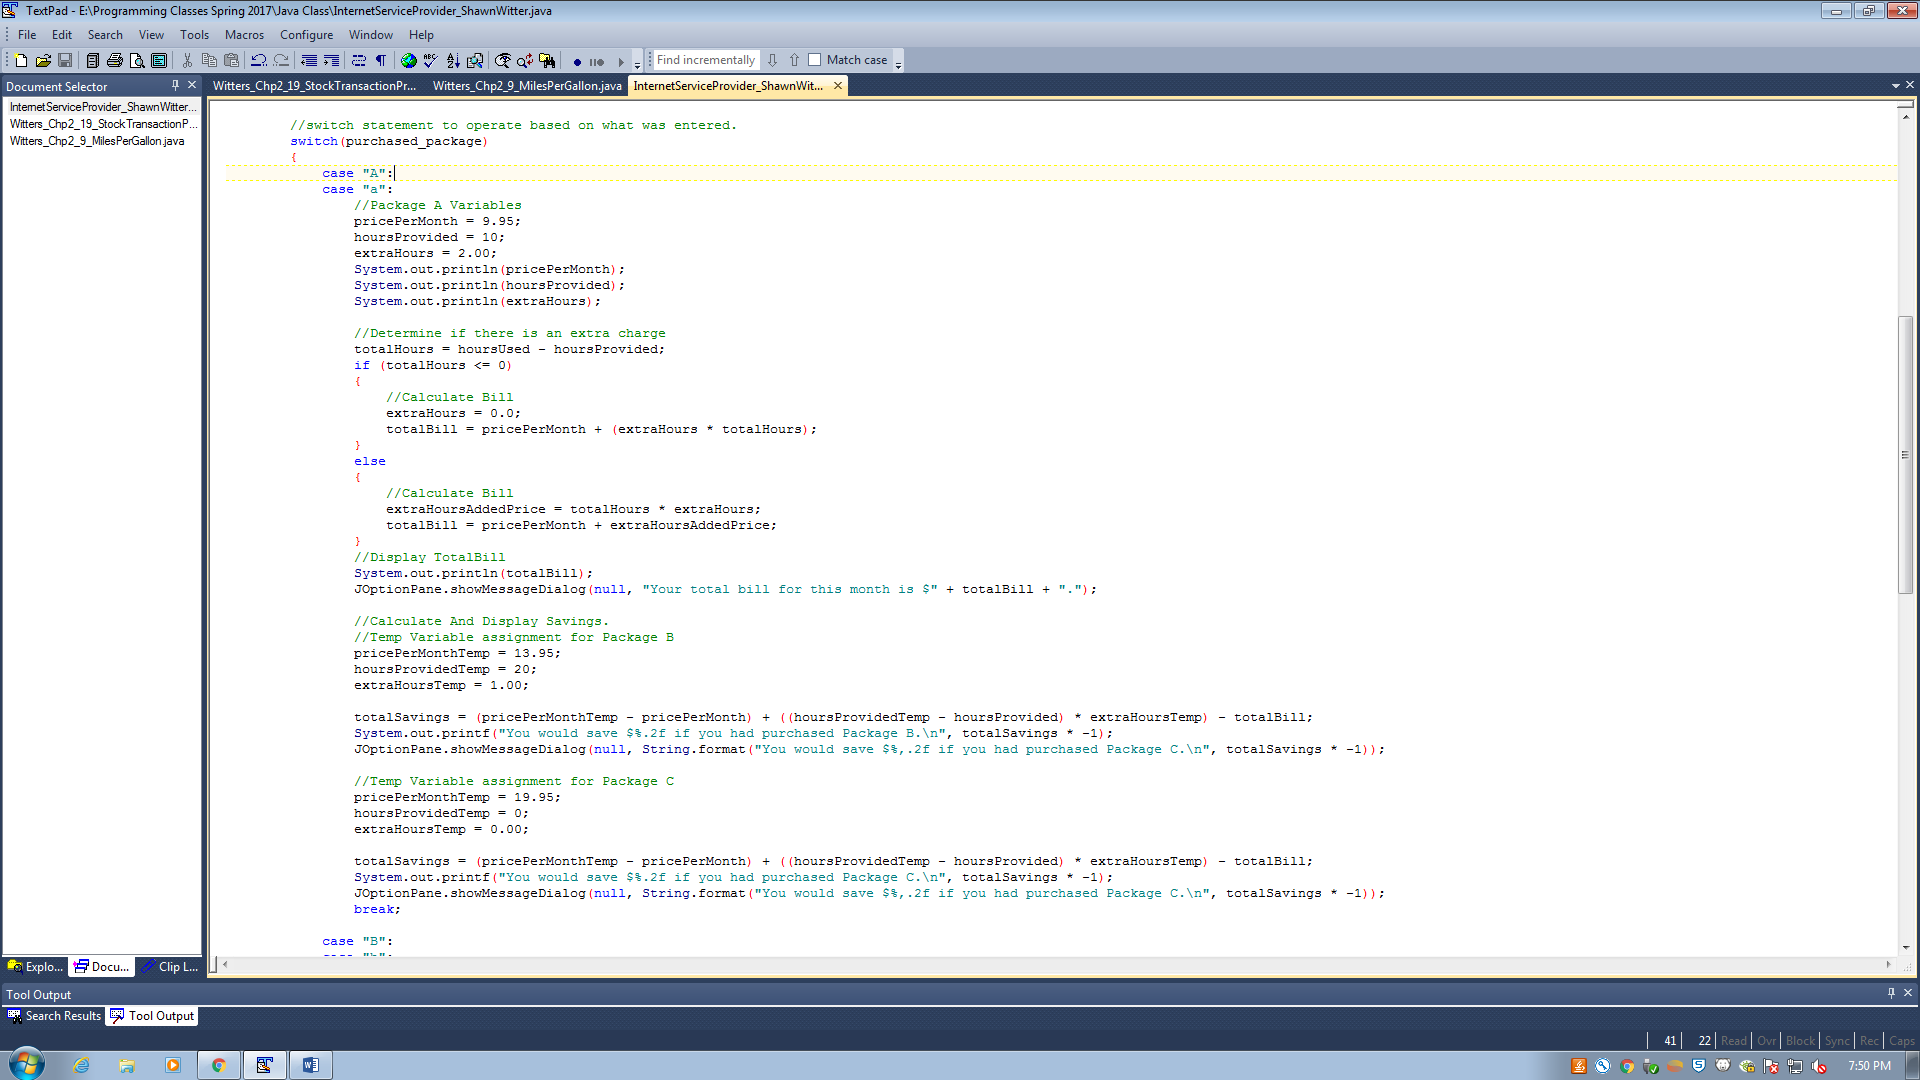 TextPad - E:\Programming Classes Spring 2017\Java Class\InternetServiceProvider_ShawnWitter.java
File Edit Search View Tools Macros Configure Window Help
Find incrementally Match case
Document Selector
Witters_Chp2_19_StockTransactionPr... Witters_Chp2_9_MilesPerGallon.java InternetServiceProvider_ShawnWit...
InternetServiceProvider_ShawnWitter...
Witters_Chp2_19_StockTransactionP...
Witters_Chp2_9_MilesPerGallon.java
//switch statement to operate based on what was entered.
switch(purchased_package)
{
case "A":
case "a":
//Package A Variables
pricePerMonth = 9.95;
hoursProvided = 10;
extraHours = 2.00;
System.out.println(pricePerMonth);
System.out.println(hoursProvided);
System.out.println(extraHours);
//Determine if there is an extra charge
totalHours = hoursUsed - hoursProvided;
if (totalHours <= 0)
{
//Calculate Bill
extraHours = 0.0;
totalBill = pricePerMonth + (extraHours * totalHours);
}
else
{
//Calculate Bill
extraHoursAddedPrice = totalHours * extraHours;
totalBill = pricePerMonth + extraHoursAddedPrice;
}
//Display TotalBill
System.out.println(totalBill);
JOptionPane.showMessageDialog(null, "Your total bill for this month is $" + totalBill + ".");
//Calculate And Display Savings.
//Temp Variable assignment for Package B
pricePerMonthTemp = 13.95;
hoursProvidedTemp = 20;
extraHoursTemp = 1.00;
totalSavings = (pricePerMonthTemp - pricePerMonth) + ((hoursProvidedTemp - hoursProvided) * extraHoursTemp) - totalBill;
System.out.printf("You would save $%.2f if you had purchased Package B.\n", totalSavings * -1);
JOptionPane.showMessageDialog(null, String.format("You would save $%,.2f if you had purchased Package C.\n", totalSavings * -1));
//Temp Variable assignment for Package C
pricePerMonthTemp = 19.95;
hoursProvidedTemp = 0;
extraHoursTemp = 0.00;
totalSavings = (pricePerMonthTemp - pricePerMonth) + ((hoursProvidedTemp - hoursProvided) * extraHoursTemp) - totalBill;
System.out.printf("You would save $%.2f if you had purchased Package C.\n", totalSavings * -1);
JOptionPane.showMessageDialog(null, String.format("You would save $%,.2f if you had purchased Package C.\n", totalSavings * -1));
break;
case "B":
Explo... Docu... Clip L...
Tool Output
Search Results Tool Output
41 22 Read Ovr Block Sync Rec Caps
7:50 PM